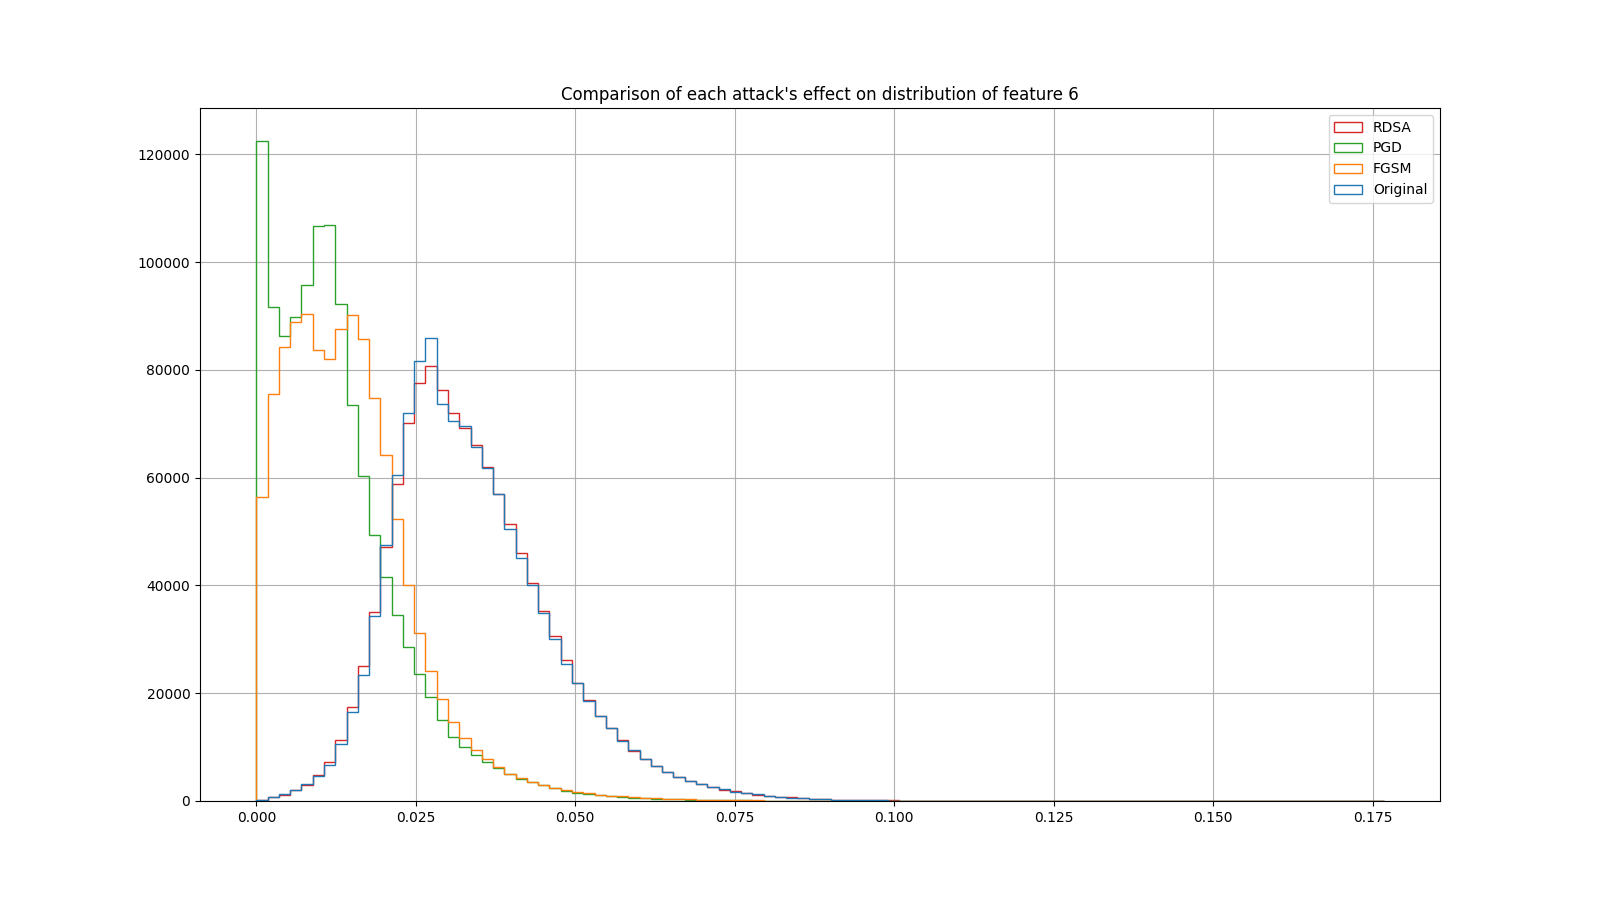 Comparison of each attack's effect on distribution of feature 6
RDSA
PGD
FGSM
Original
120000
100000
80000
60000
40000
20000
0
0.000 0.025 0.050 0.075 0.100 0.125 0.150 0.175